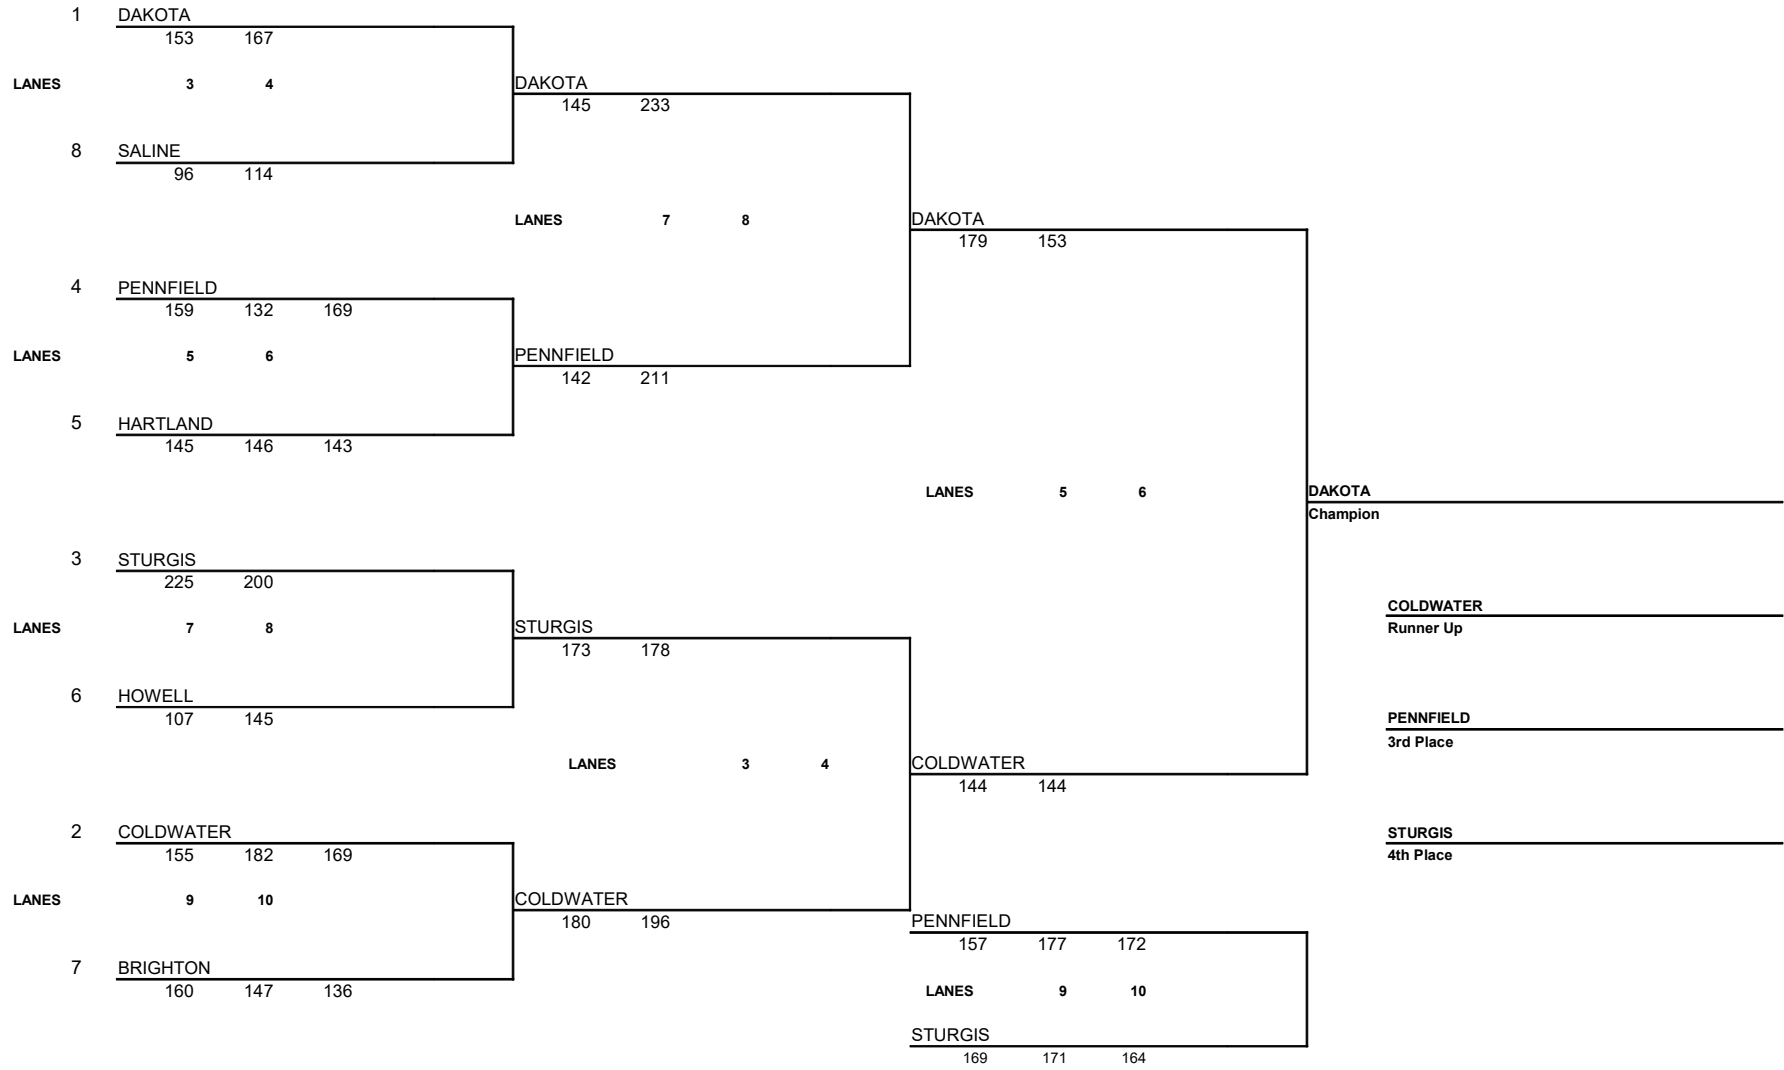 1 DAKOTA
153 167
LANES 3 4
DAKOTA
145 233
8 SALINE
96 114
LANES 7 8
DAKOTA
179 153
4 PENNFIELD
159 132 169
LANES 5 6
PENNFIELD
142 211
5 HARTLAND
145 146 143
LANES 5 6
DAKOTA
Champion
3 STURGIS
225 200
COLDWATER
Runner Up
LANES 7 8
STURGIS
173 178
6 HOWELL
107 145
PENNFIELD
3rd Place
LANES 3 4
COLDWATER
144 144
2 COLDWATER
155 182 169
STURGIS
4th Place
LANES 9 10
COLDWATER
180 196
PENNFIELD
157 177 172
7 BRIGHTON
160 147 136
LANES 9 10
STURGIS
169 171 164